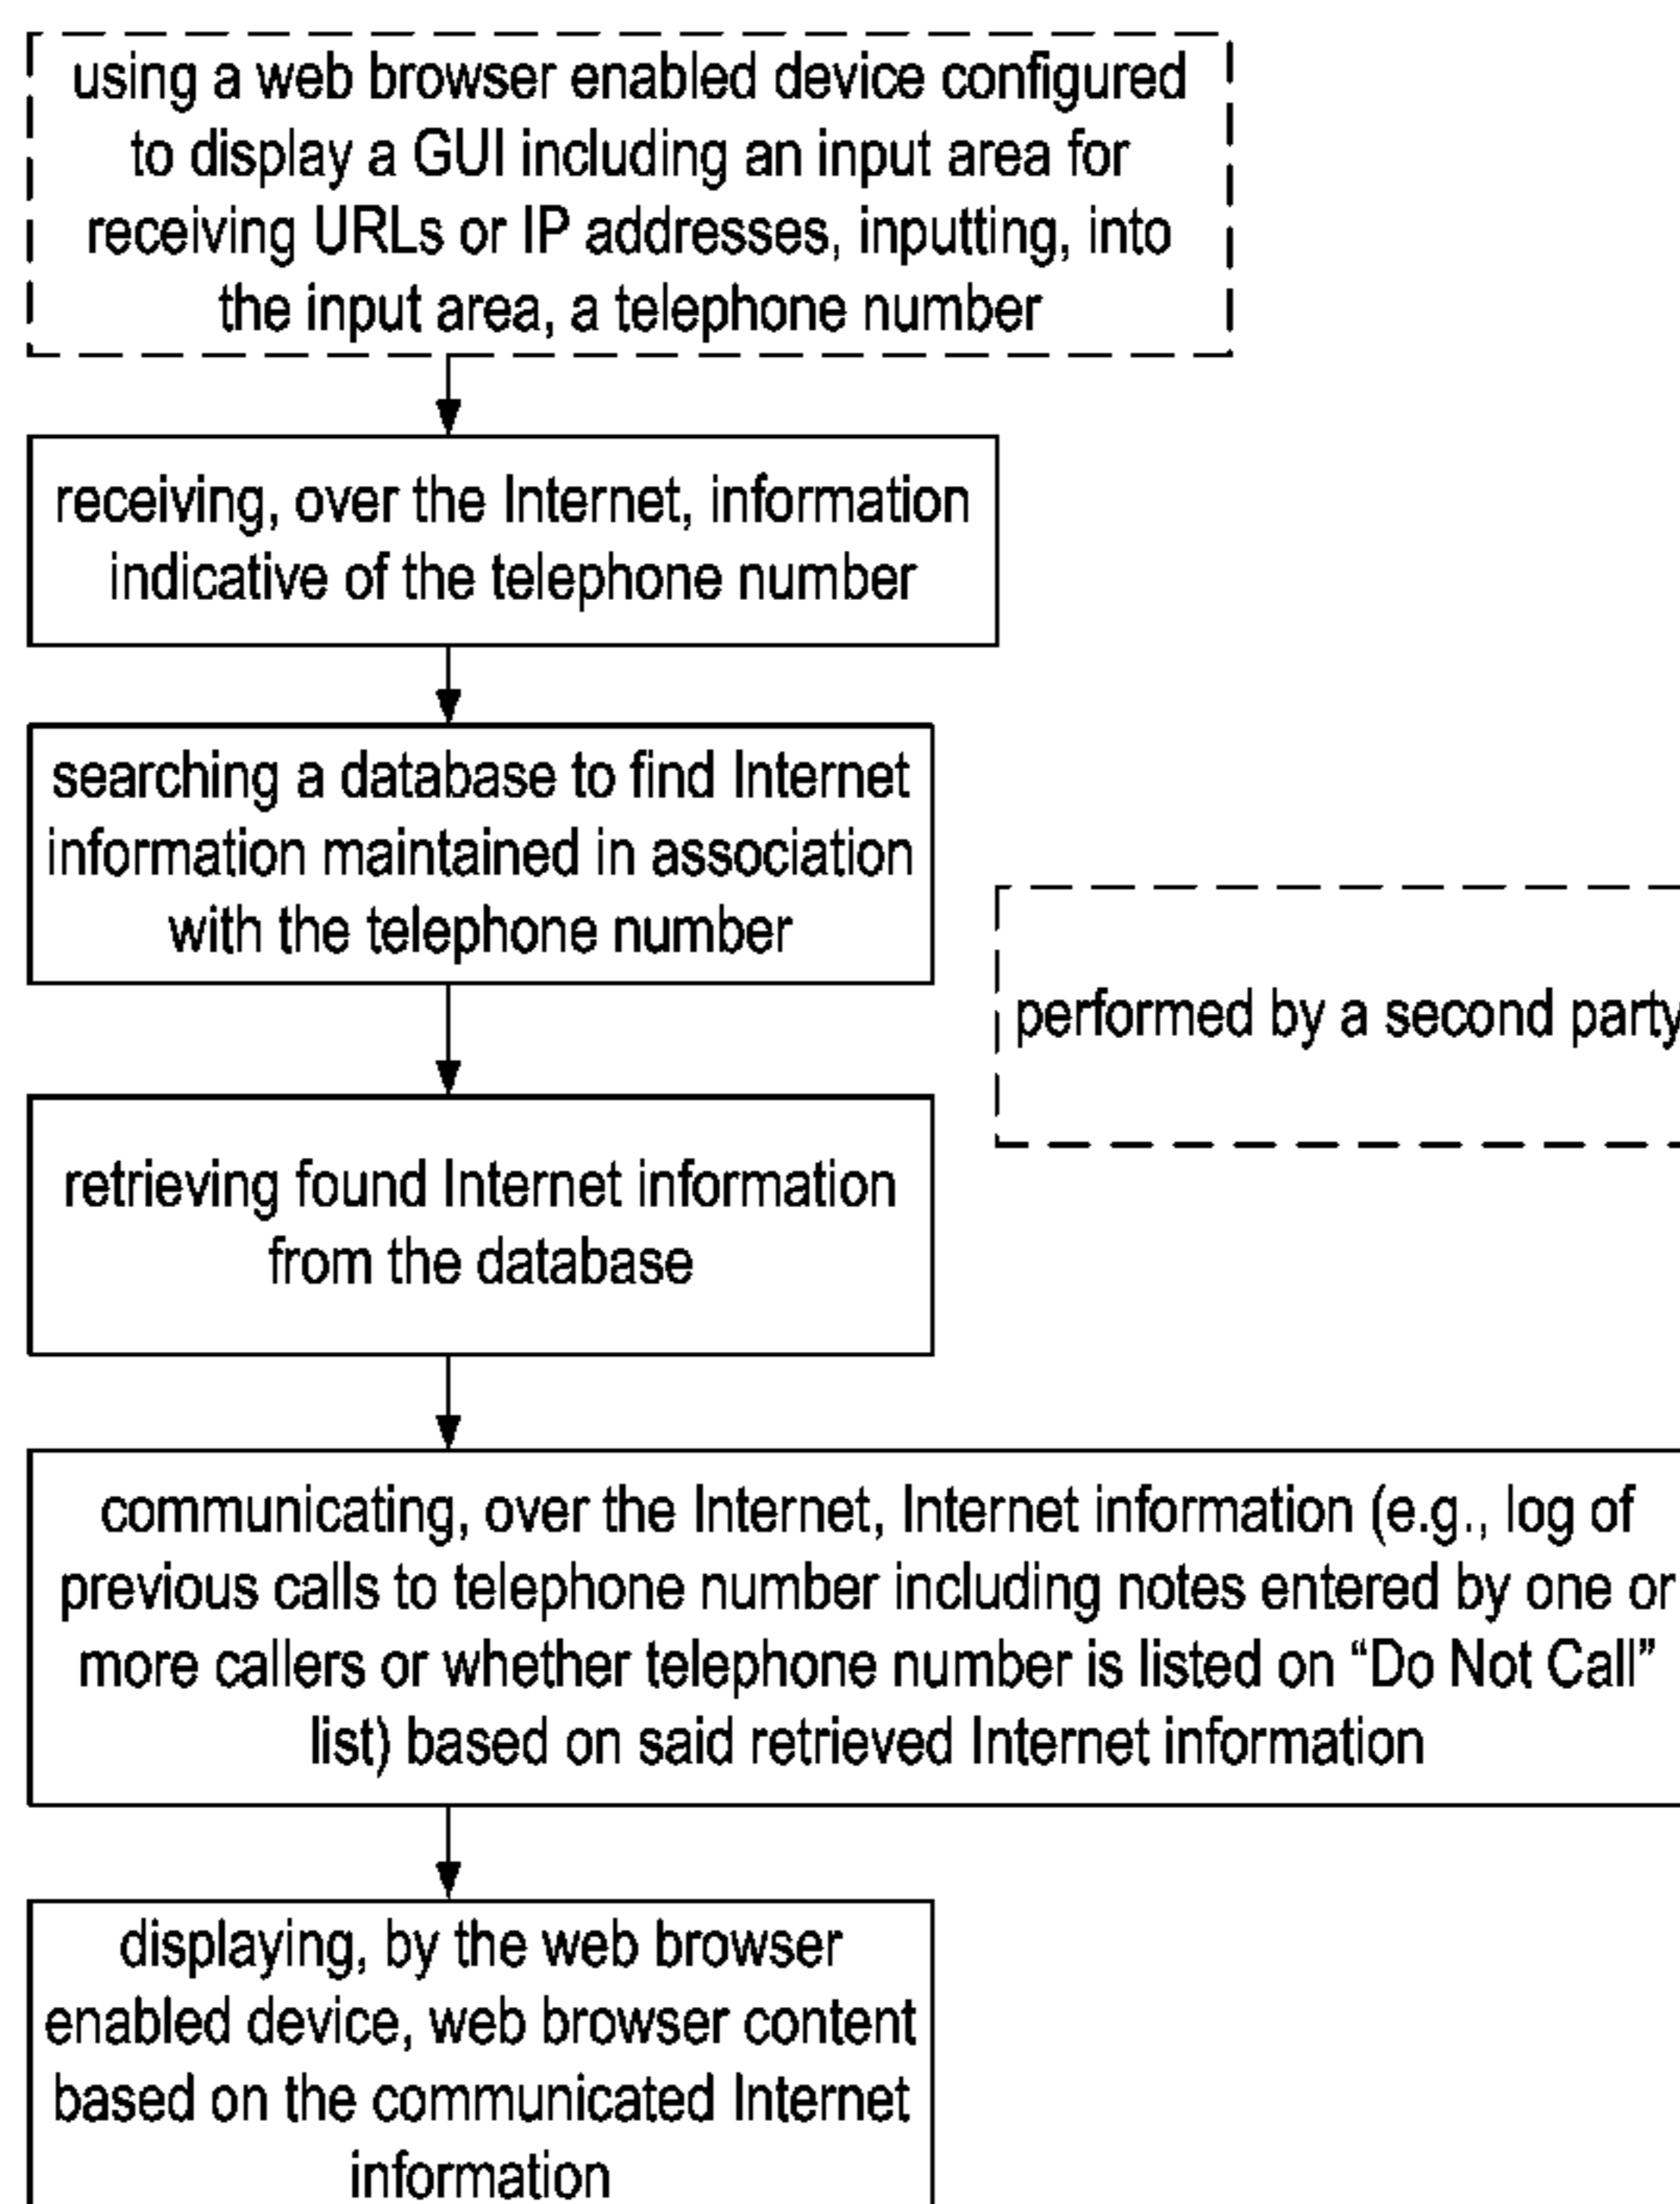 using a web browser enabled device configured
to display a GUI including an input area for
receiving URLs or IP addresses, inputting, into
the input area, a telephone number
receiving, over the Internet, information
indicative of the telephone number
searching a database to find Internet
information maintained in association
with the telephone number
performed by a second party
retrieving found Internet information
from the database
communicating, over the Internet, Internet information (e.g., log of
previous calls to telephone number including notes entered by one or
more callers or whether telephone number is listed on “Do Not Call”
list) based on said retrieved Internet information
displaying, by the web browser
enabled device, web browser content
based on the communicated Internet
information